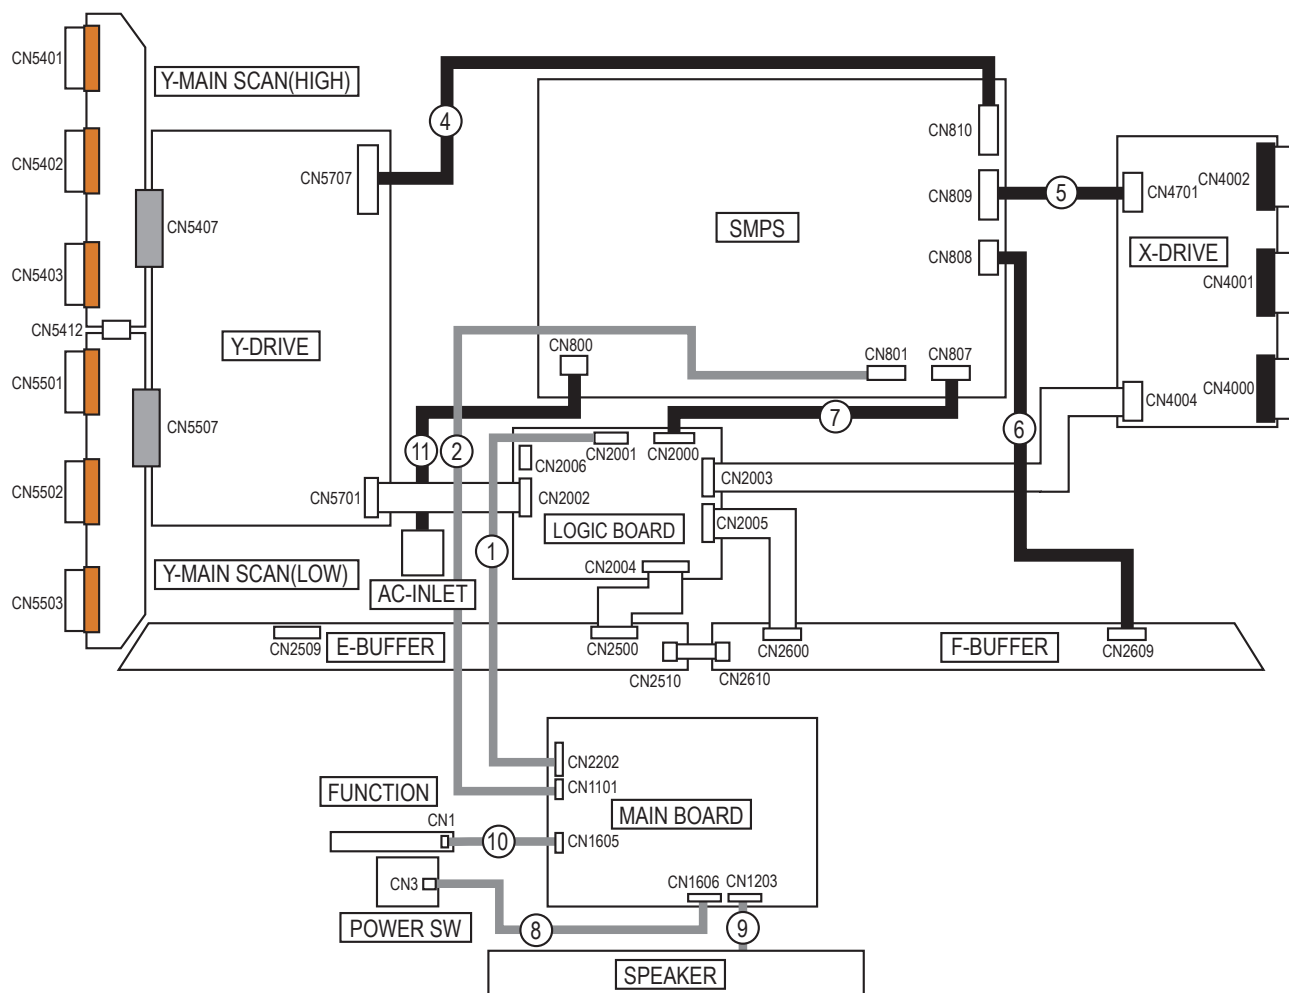 CN5401
Y-MAIN SCAN(HIGH)
4
CN810
CN5402
CN5707
CN809
5
CN4701
CN4002
CN5407
SMPS
CN808
X-DRIVE
CN5403
CN4001
CN5412
Y-DRIVE
CN800
CN801
CN807
CN5501
CN4004
CN4000
CN5507
7
6
11
2
CN2001
CN2000
CN2006
CN2003
CN5502
CN5701
CN2002
CN2005
LOGIC BOARD
1
CN2004
Y-MAIN SCAN(LOW)
AC-INLET
CN5503
CN2509
E-BUFFER
CN2500
CN2600
F-BUFFER
CN2609
CN2510
CN2610
CN2202
CN1101
FUNCTION
MAIN BOARD
CN1
10
CN1605
CN3
CN1606
CN1203
POWER SW
8
9
SPEAKER